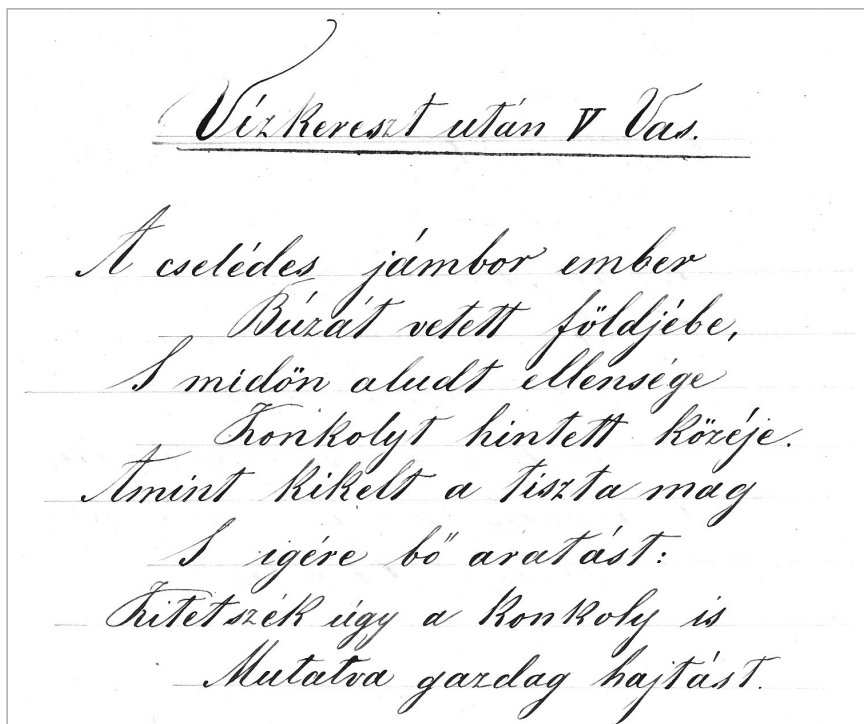 Vízkereszt után V Vas.
A cselédes jámbor ember
Búzát vetett földjébe,
S midőn aludt ellensége
Konkolyt hintett közéje.
Amint kikelt a tiszta mag
S igére bő aratást:
Kitetszék úgy a konkoly is
Mutatva gazdag hajtást.